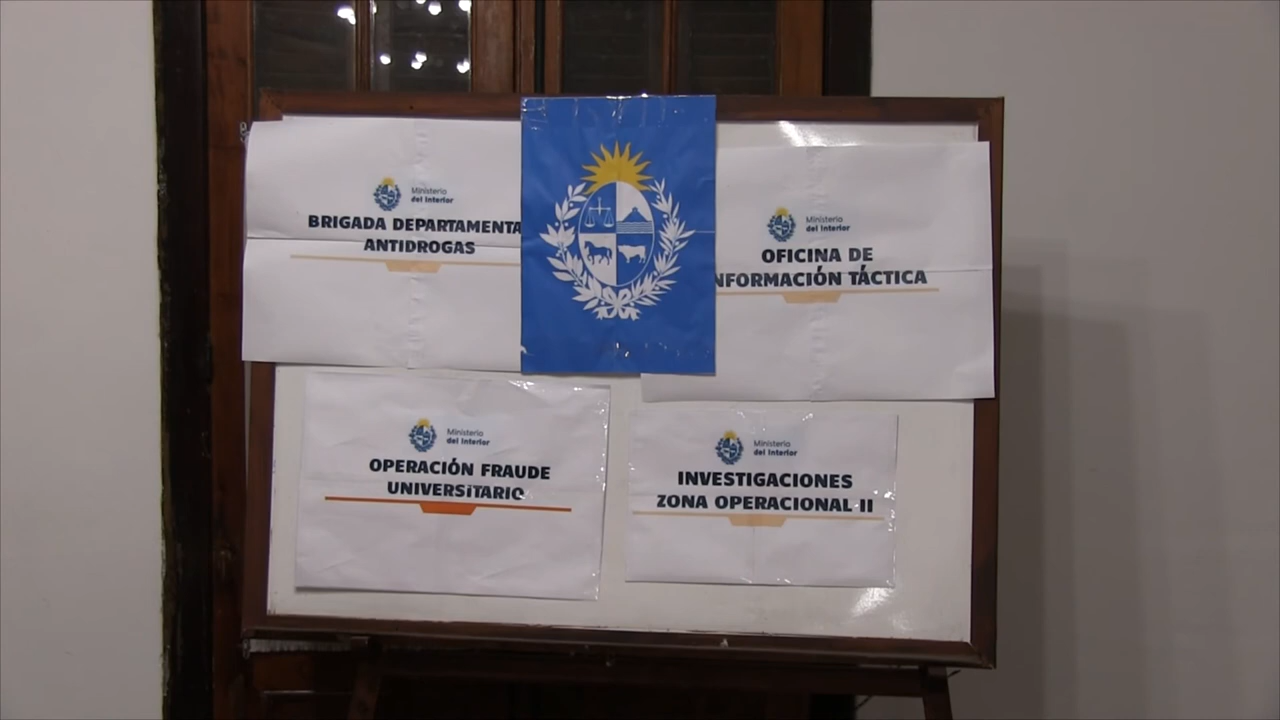 Ministerio
del Interior
BRIGADA DEPARTAMENTA
ANTIDROGAS
Ministerio
del Interior
OFICINA DE
NFORMACIÓN TÁCTICA
Ministerio
del Interior
OPERACIÓN FRAUDE
UNIVERSITARIO
Ministerio
del Interior
INVESTIGACIONES
ZONA OPERACIONAL II